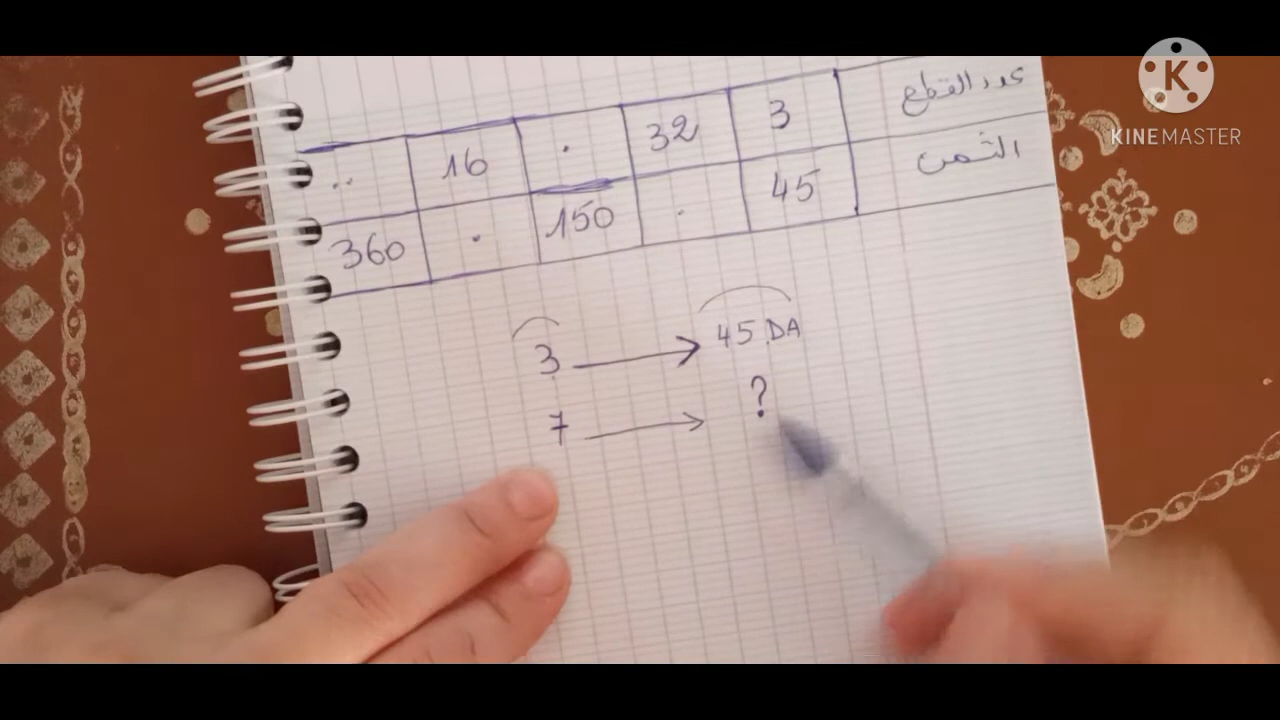 عدد القطع 3 32 . 16 ..
الثمن 45 . 150 . 360
3 → 45 DA
7 → ?
K
KINEMASTER